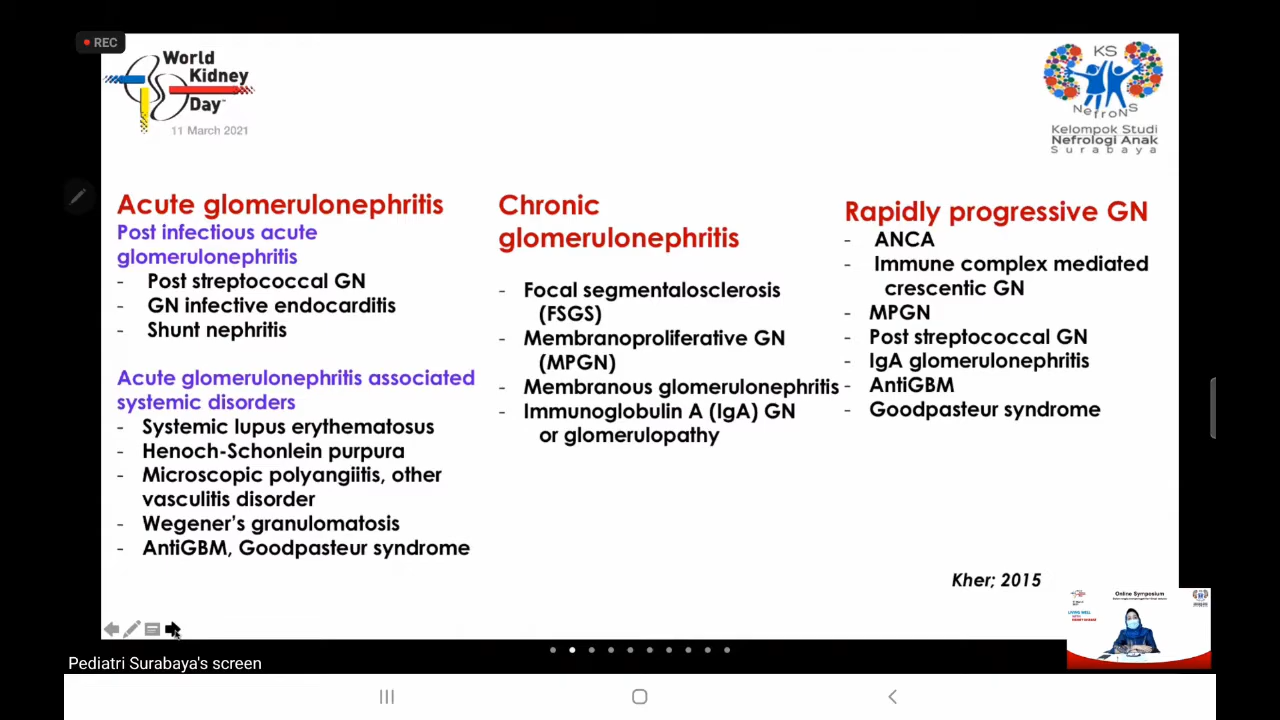 REC
World
Kidney
Day
11 March 2021
KS
NefroNS
Kelompok Studi
Nefrologi Anak
Surabaya
Acute glomerulonephritis
Post infectious acute
glomerulonephritis
- Post streptococcal GN
- GN infective endocarditis
- Shunt nephritis
Acute glomerulonephritis associated
systemic disorders
- Systemic lupus erythematosus
- Henoch-Schonlein purpura
- Microscopic polyangiitis, other
vasculitis disorder
- Wegener's granulomatosis
- AntiGBM, Goodpasteur syndrome
Chronic
glomerulonephritis
- Focal segmentalosclerosis
(FSGS)
- Membranoproliferative GN
(MPGN)
- Membranous glomerulonephritis
- Immunoglobulin A (IgA) GN
or glomerulopathy
Rapidly progressive GN
- ANCA
- Immune complex mediated
crescentic GN
- MPGN
- Post streptococcal GN
- IgA glomerulonephritis
- AntiGBM
- Goodpasteur syndrome
Kher; 2015
Online Symposium
LIVING WELL
Pediatri Surabaya's screen